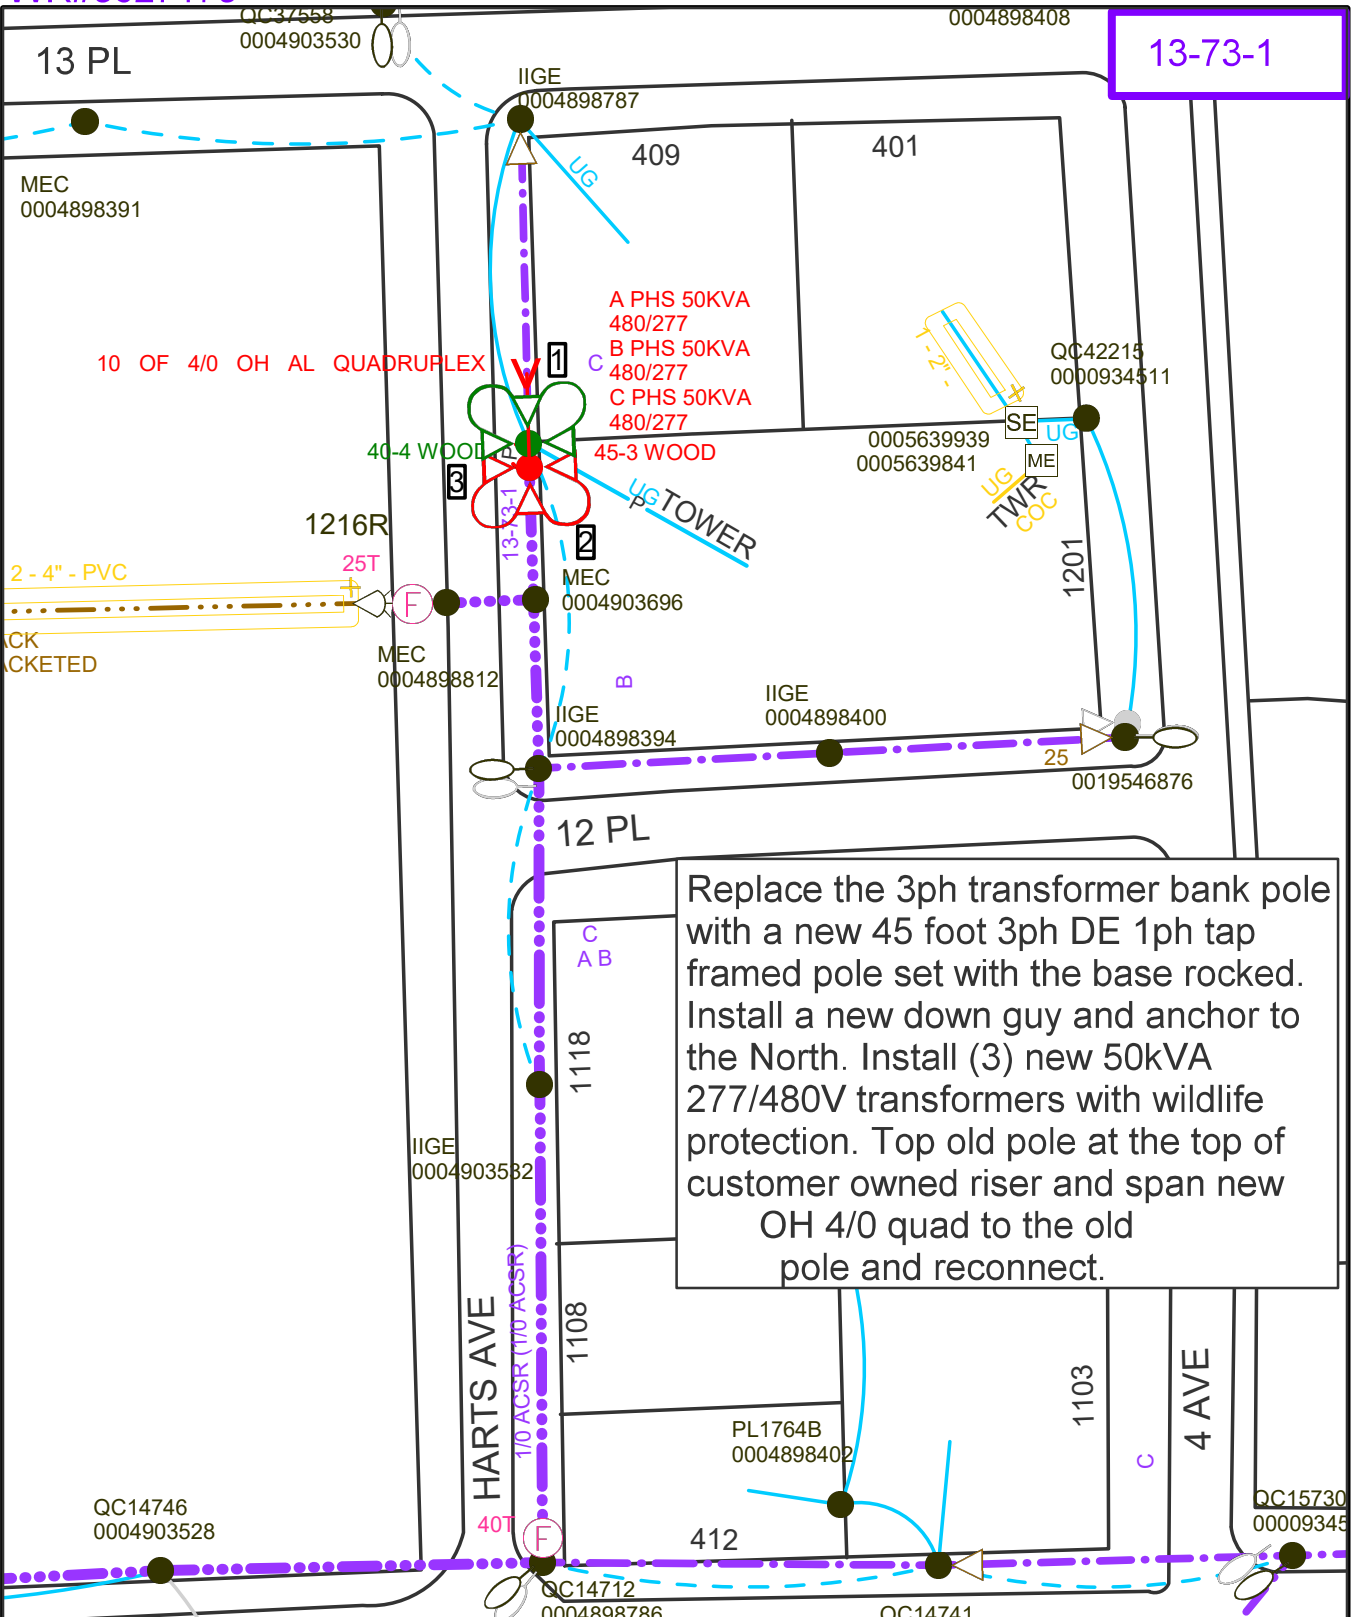 QC37558
0004903530
0004898408
13-73-1
13 PL
IIGE
0004898787
409
401
UG
MEC
0004898391
A PHS 50KVA
480/277
B PHS 50KVA
480/277
C PHS 50KVA
480/277
10 OF 4/0 OH AL QUADRUPLEX
1
C
1 - 2" -
QC42215
0000934511
SE
UG
0005639939
0005639841
ME
UG
TWR
COC
40-4 WOOD
P
45-3 WOOD
3
UG
P
TOWER
13-73-1
2
1216R
25T
2 - 4" - PVC
F
MEC
0004903696
1201
ACK
ACKETED
MEC
0004898812
B
IIGE
0004898400
IIGE
0004898394
25
0019546876
12 PL
Replace the 3ph transformer bank pole
with a new 45 foot 3ph DE 1ph tap
framed pole set with the base rocked.
Install a new down guy and anchor to
the North. Install (3) new 50kVA
277/480V transformers with wildlife
protection. Top old pole at the top of
customer owned riser and span new
OH 4/0 quad to the old
pole and reconnect.
C
A B
1118
IIGE
0004903532
1/0 ACSR (1/0 ACSR)
HARTS AVE
1108
1103
4 AVE
C
PL1764B
0004898402
QC14746
0004903528
40T
F
412
QC15730
00009345
QC14712
0004898786
QC14741